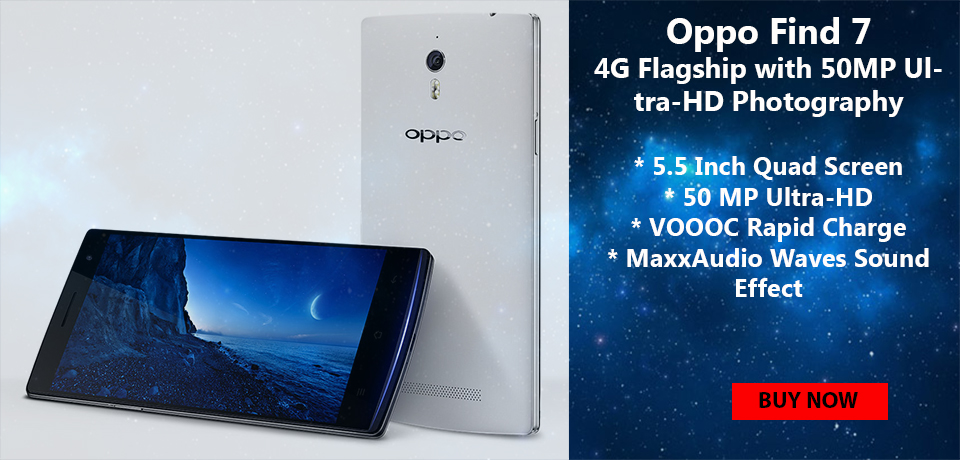 oppo
Oppo Find 7
4G Flagship with 50MP Ul-
tra-HD Photography
* 5.5 Inch Quad Screen
* 50 MP Ultra-HD
* VOOOC Rapid Charge
* MaxxAudio Waves Sound
Effect
BUY NOW